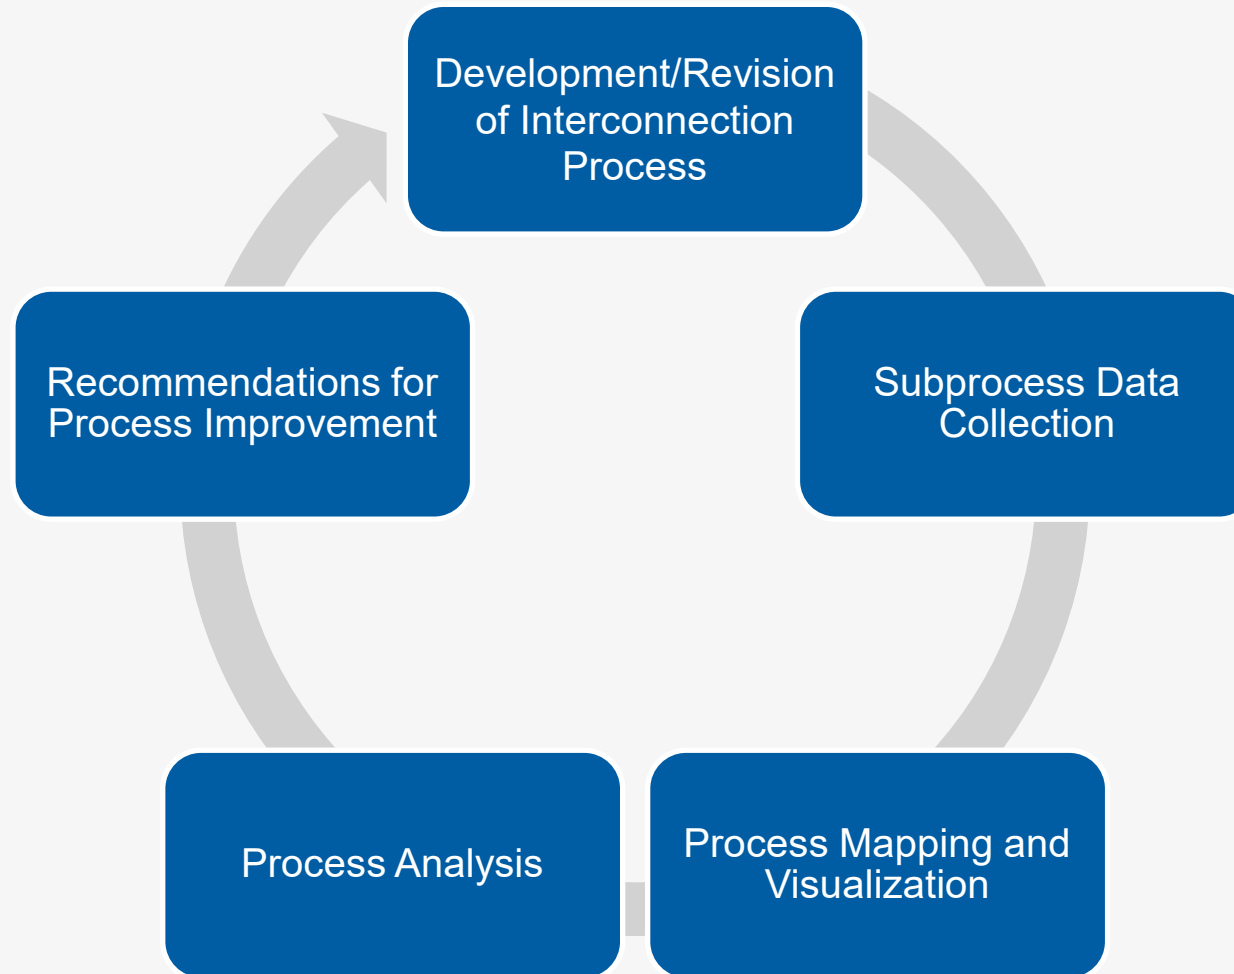 Development/Revision
of Interconnection
Process
Recommendations for
Process Improvement
Subprocess Data
Collection
Process Analysis
Process Mapping and
Visualization